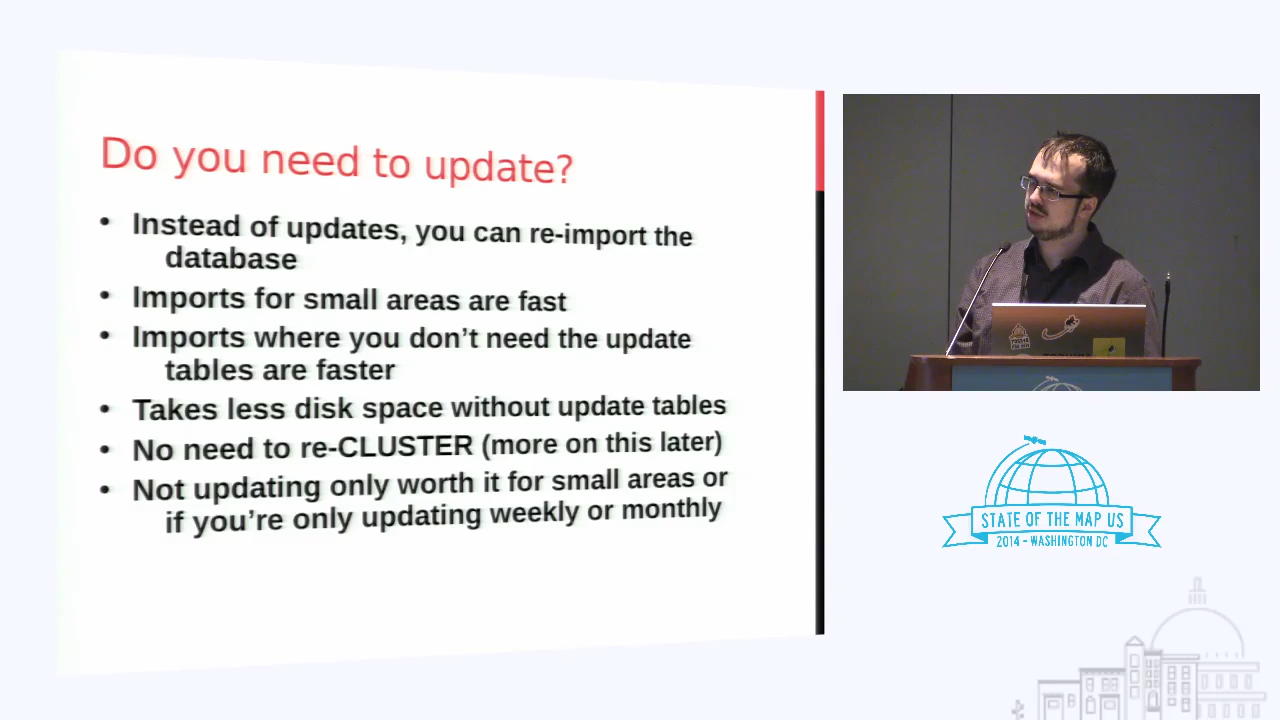 Do you need to update?
• Instead of updates, you can re-import the
database
• Imports for small areas are fast
• Imports where you don’t need the update
tables are faster
• Takes less disk space without update tables
• No need to re-CLUSTER (more on this later)
• Not updating only worth it for small areas or
if you’re only updating weekly or monthly
STATE OF THE MAP US
2014 - WASHINGTON DC